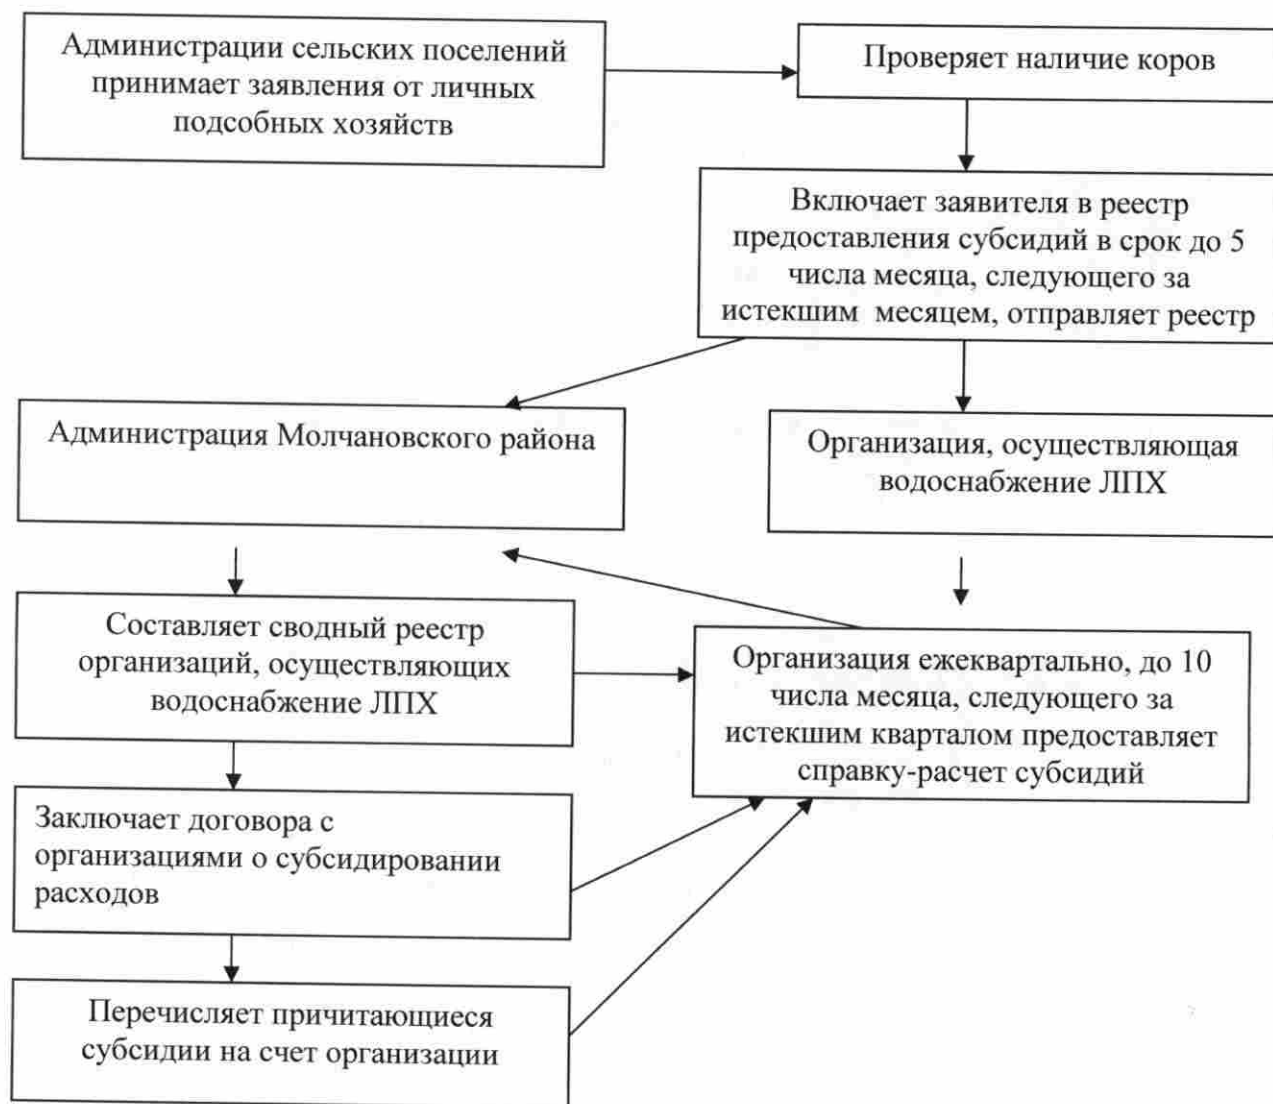 Администрации сельских поселений
принимает заявления от личных
подсобных хозяйств
Проверяет наличие коров
Включает заявителя в реестр
предоставления субсидий в срок до 5
числа месяца, следующего за
истекшим месяцем, отправляет реестр
Администрация Молчановского района
Организация, осуществляющая
водоснабжение ЛПХ
Составляет сводный реестр
организаций, осуществляющих
водоснабжение ЛПХ
Организация ежеквартально, до 10
числа месяца, следующего за
истекшим кварталом предоставляет
справку-расчет субсидий
Заключает договора с
организациями о субсидировании
расходов
Перечисляет причитающиеся
субсидии на счет организации